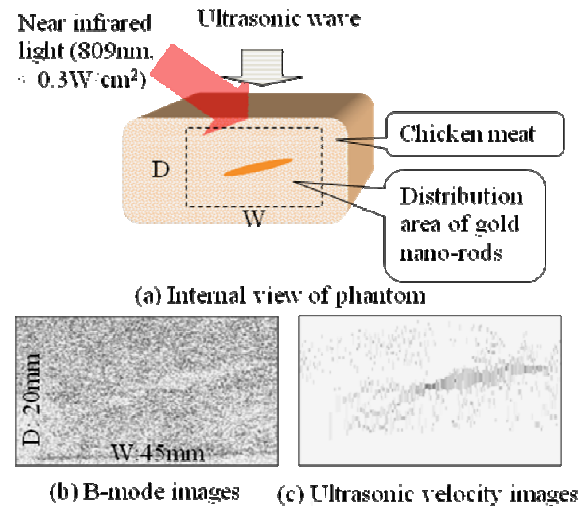 Near infrared
light (809nm,
0.3W/cm²)
Ultrasonic wave
Chicken meat
D
W
Distribution
area of gold
nano-rods
(a) Internal view of phantom
D 20mm
W:45mm
(b) B-mode images
(c) Ultrasonic velocity images